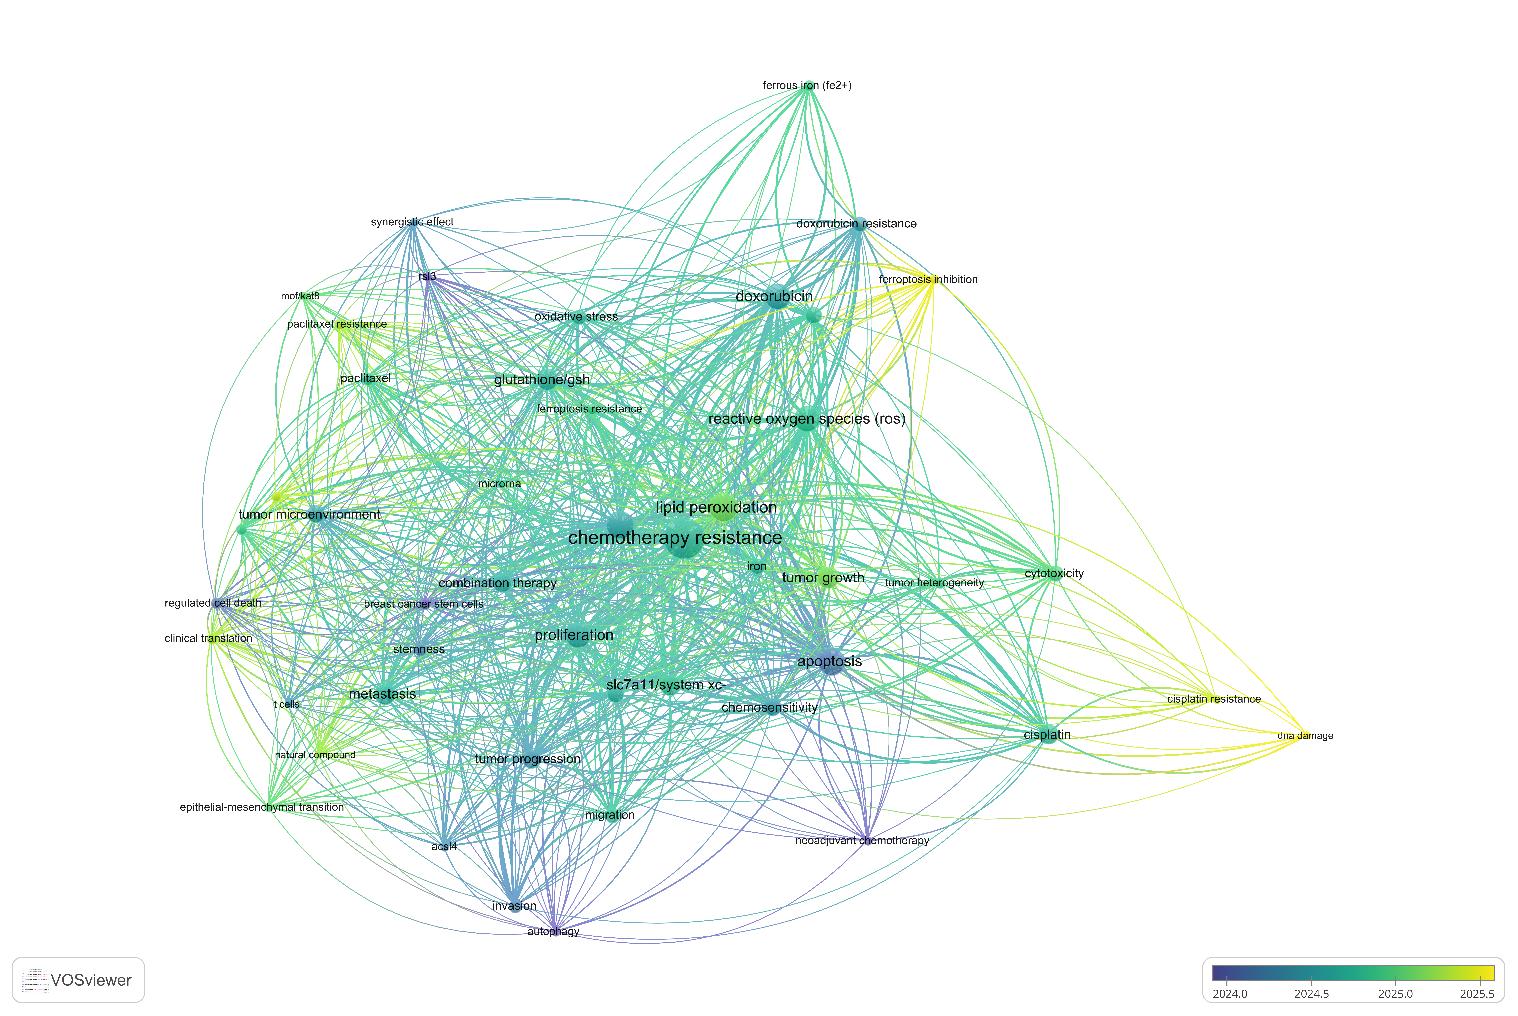 ferrous iron (fe2+)
synergistic effect
doxorubicin resistance
rsl3
ferroptosis inhibition
mof/kat8
doxorubicin
paclitaxel resistance
oxidative stress
paclitaxel
glutathione/gsh
ferroptosis resistance
reactive oxygen species (ros)
microrna
lipid peroxidation
tumor microenvironment
chemotherapy resistance
iron
cytotoxicity
tumor growth
combination therapy
tumor heterogeneity
regulated cell death
breast cancer stem cells
clinical translation
proliferation
stemness
apoptosis
slc7a11/system xc-
metastasis
cisplatin resistance
t cells
chemosensitivity
cisplatin
dna damage
natural compound
tumor progression
epithelial-mesenchymal transition
migration
neoadjuvant chemotherapy
acsl4
invasion
autophagy
VOSviewer
2024.0 2024.5 2025.0 2025.5